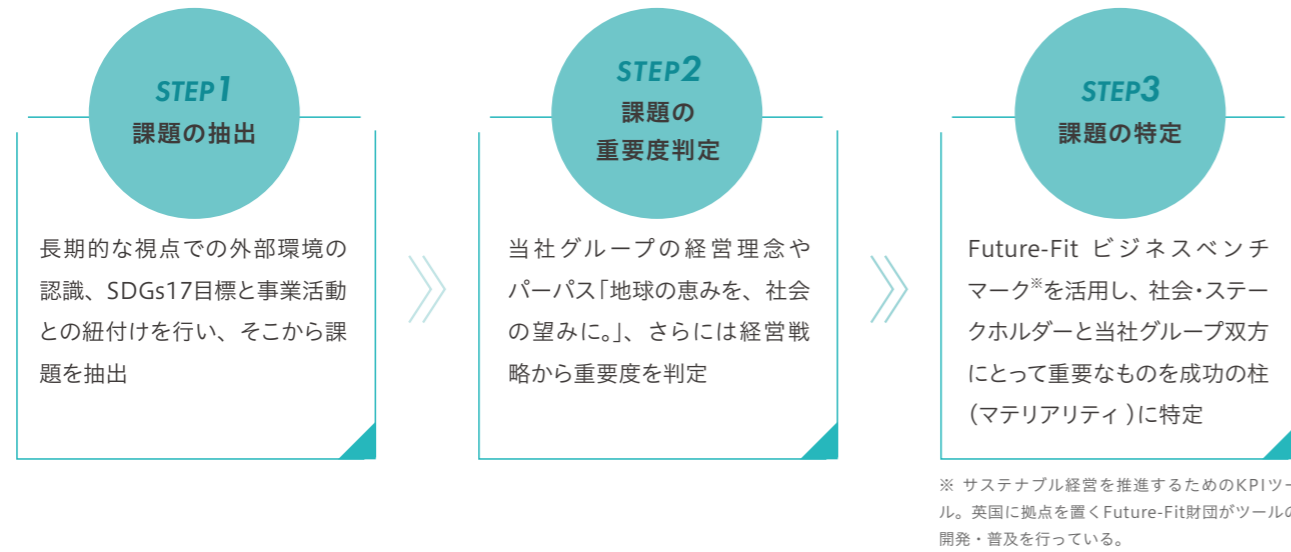 STEP1
課題の抽出
長期的な視点での外部環境の
認識、SDGs17目標と事業活動
との紐付けを行い、そこから課
題を抽出
STEP2
課題の
重要度判定
当社グループの経営理念や
パーパス「地球の恵みを、社会
の望みに。」、さらには経営戦
略から重要度を判定
STEP3
課題の特定
Future-Fit ビジネスベンチ
マーク※を活用し、社会・ステー
クホルダーと当社グループ双方
にとって重要なものを成功の柱
(マテリアリティ)に特定
※ サステナブル経営を推進するためのKPIツー
ル。英国に拠点を置くFuture-Fit財団がツールの
開発・普及を行っている。